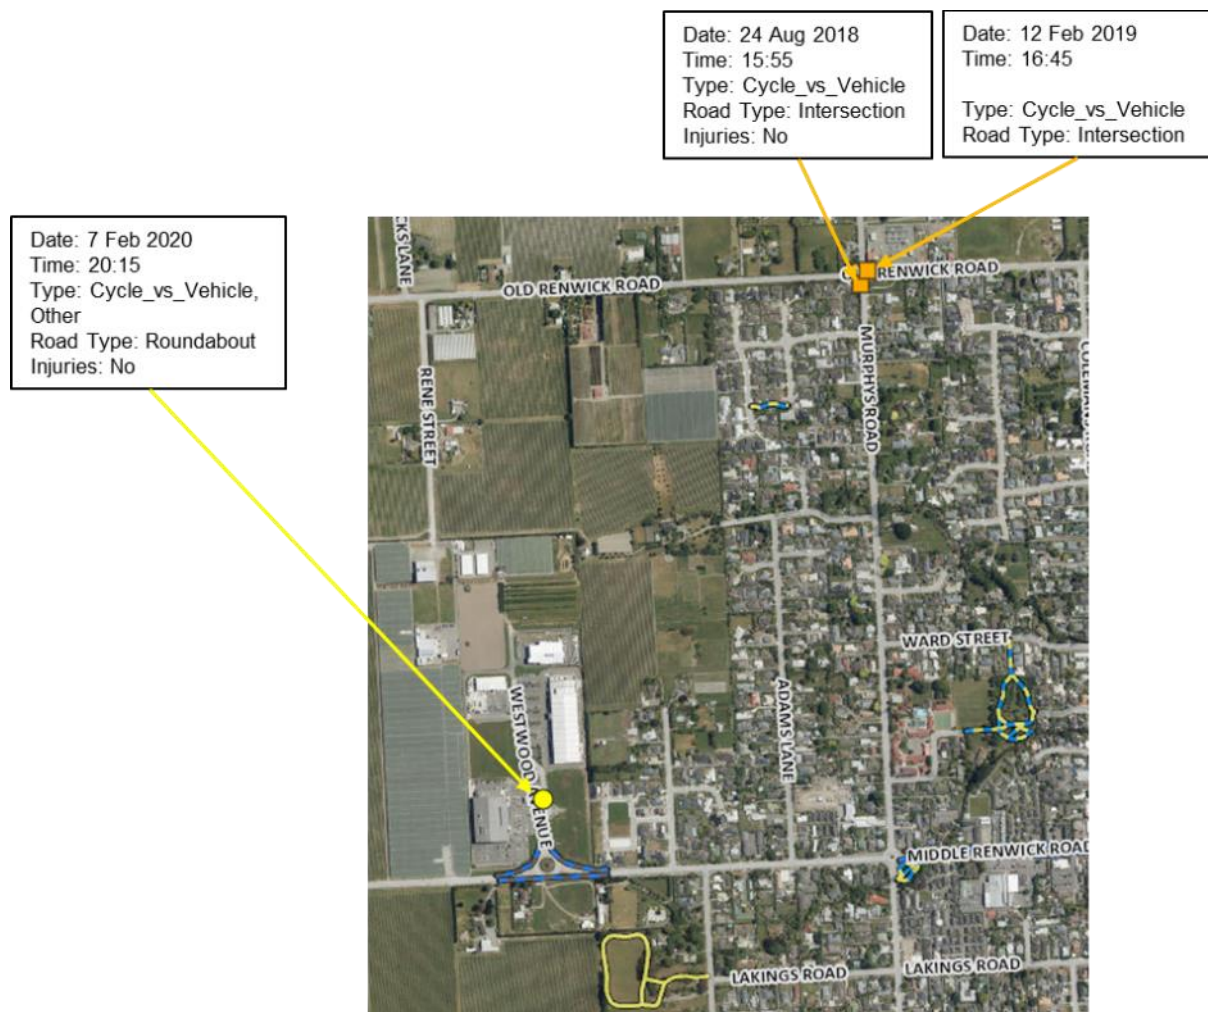 Date: 24 Aug 2018
Time: 15:55
Type: Cycle_vs_Vehicle
Road Type: Intersection
Injuries: No
Date: 12 Feb 2019
Time: 16:45
Type: Cycle_vs_Vehicle
Road Type: Intersection
Date: 7 Feb 2020
Time: 20:15
Type: Cycle_vs_Vehicle,
Other
Road Type: Roundabout
Injuries: No
CKS LANE
OLD RENWICK ROAD
RENWICK ROAD
RENE STREET
MURPHYS ROAD
WARD STREET
ADAMS LANE
WESTWOOD AVENUE
MIDDLE RENWICK ROAD
LAKINGS ROAD
LAKINGS ROAD